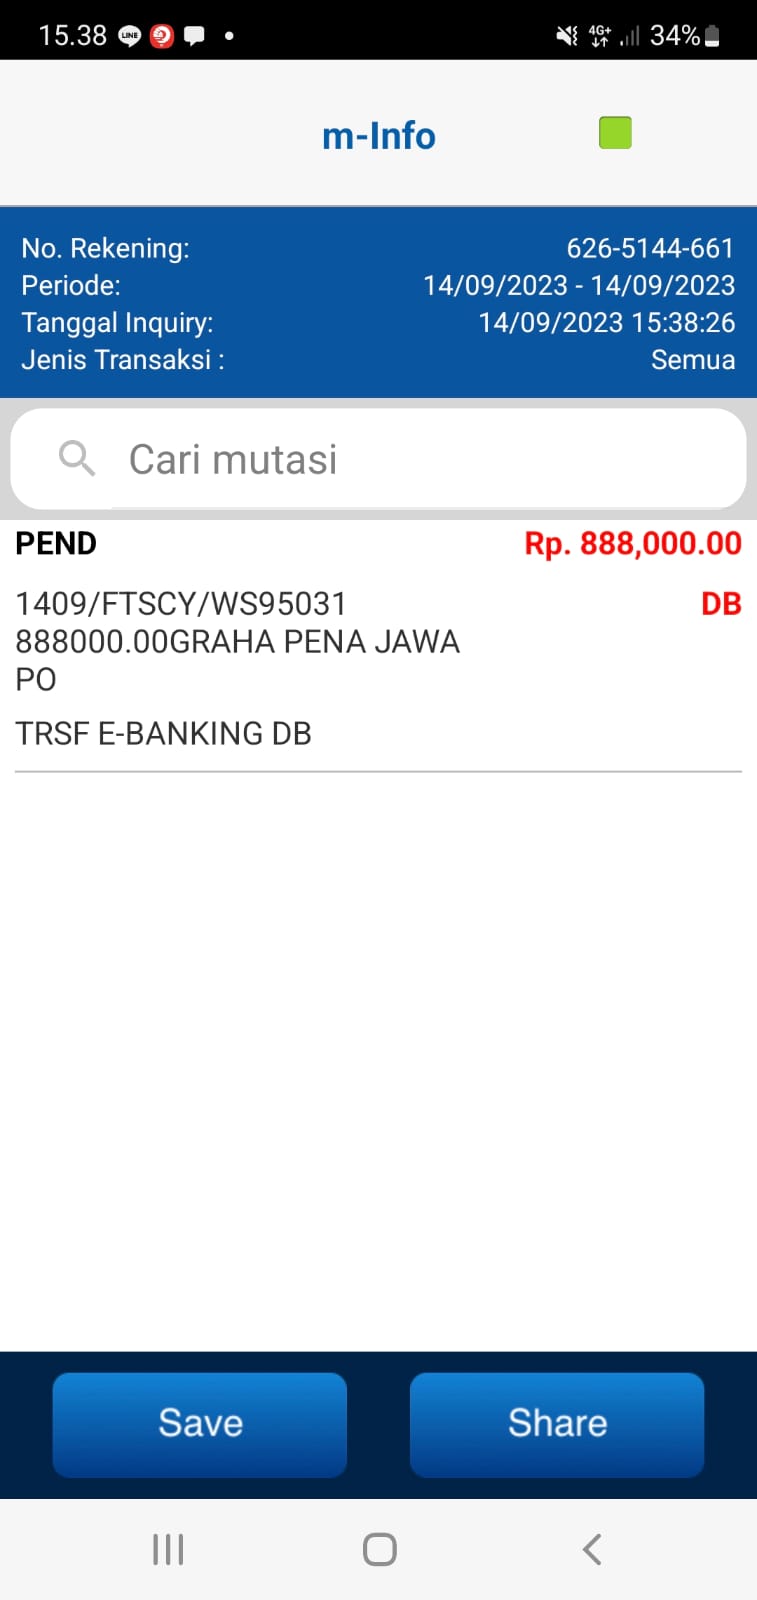 15.38 LINE 4G+ 34%
m-Info
No. Rekening: 626-5144-661
Periode: 14/09/2023 - 14/09/2023
Tanggal Inquiry: 14/09/2023 15:38:26
Jenis Transaksi : Semua
Cari mutasi
PEND Rp. 888,000.00
1409/FTSCY/WS95031 DB
888000.00GRAHA PENA JAWA
PO
TRSF E-BANKING DB
Save Share